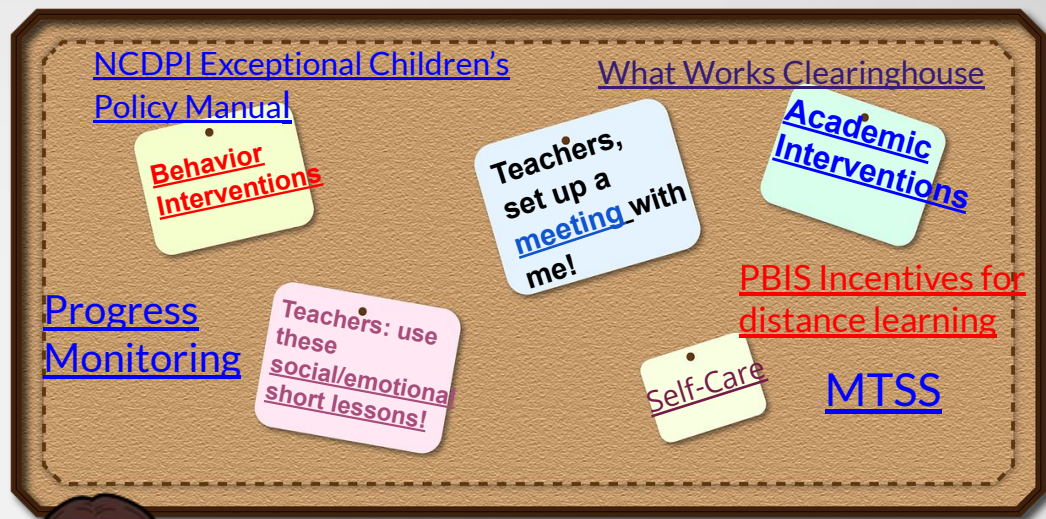 NCDPI Exceptional Children’s
Policy Manual
What Works Clearinghouse
Behavior
Interventions
Teachers,
set up a
meeting with
me!
Academic
Interventions
Progress
Monitoring
Teachers: use
these
social/emotional
short lessons!
PBIS Incentives for
distance learning
Self-Care
MTSS